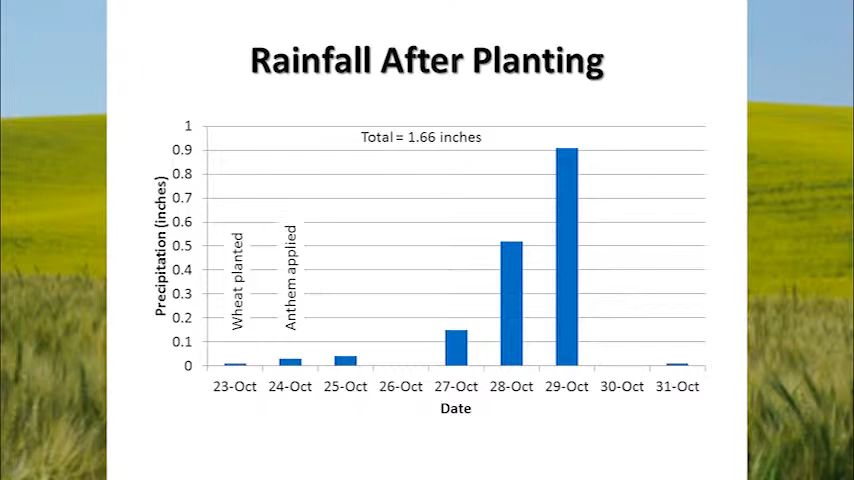 Rainfall After Planting
Total = 1.66 inches
Precipitation (inches)
1
0.9
0.8
0.7
0.6
0.5
0.4
0.3
0.2
0.1
0
Wheat planted
Anthem applied
23-Oct 24-Oct 25-Oct 26-Oct 27-Oct 28-Oct 29-Oct 30-Oct 31-Oct
Date